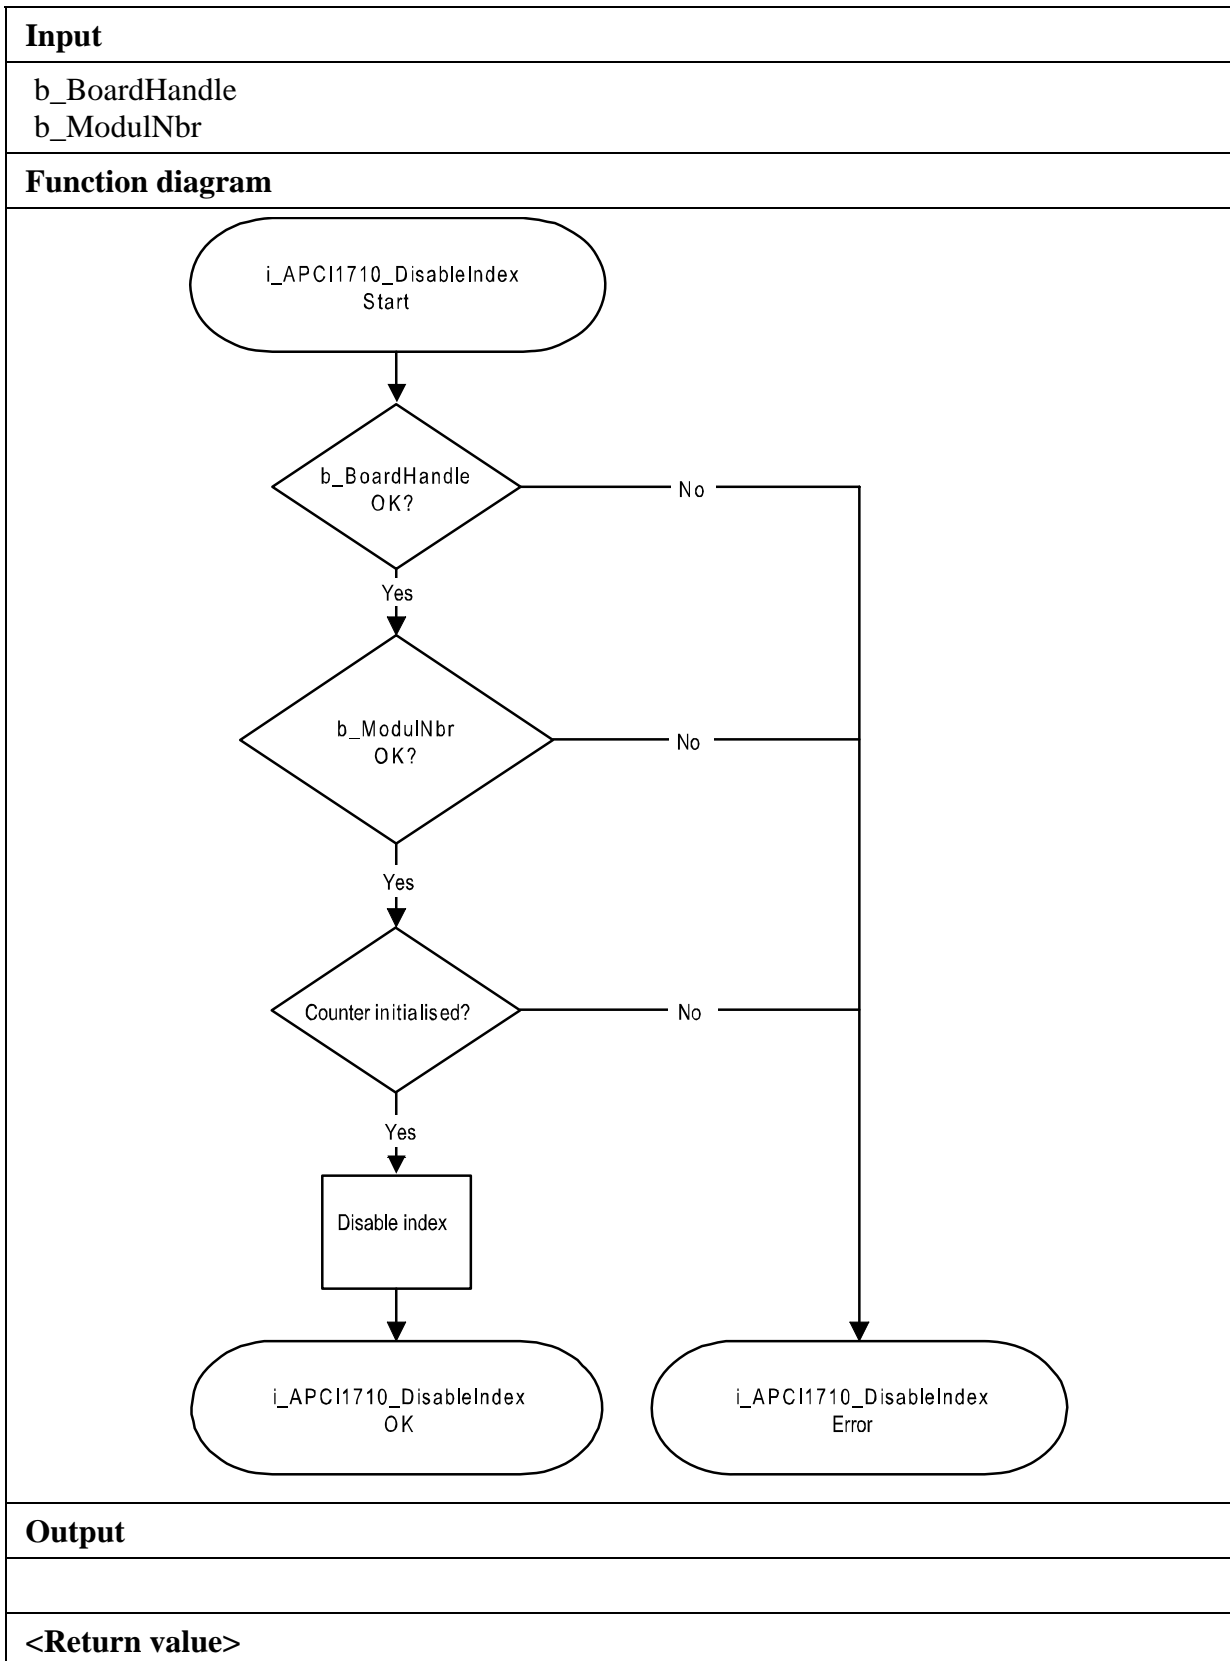 Input
b_BoardHandle
b_ModulNbr
Function diagram
i_APCI1710_DisableIndex
Start
b_BoardHandle
OK?
No
Yes
b_ModulNbr
OK?
No
Yes
Counter initialised?
No
Yes
Disable index
i_APCI1710_DisableIndex
OK
i_APCI1710_DisableIndex
Error
Output
<Return value>